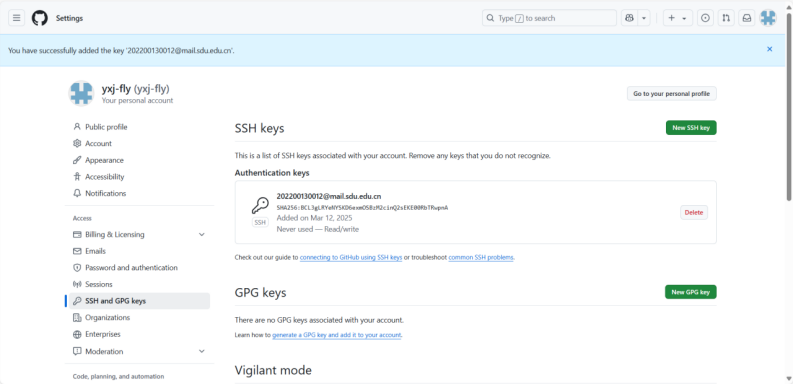 Settings
Type / to search
You have successfully added the key '202200130012@mail.sdu.edu.cn'.
yxj-fly (yxj-fly)
Your personal account
Go to your personal profile
Public profile
Account
Appearance
Accessibility
Notifications
Access
Billing & Licensing
Emails
Password and authentication
Sessions
SSH and GPG keys
Organizations
Enterprises
Moderation
Code, planning, and automation
SSH keys
New SSH key
This is a list of SSH keys associated with your account. Remove any keys that you do not recognize.
Authentication keys
202200130012@mail.sdu.edu.cn
Added on Mar 12, 2025
Never used — Read/write
SSH
Delete
Check out our guide to connecting to GitHub using SSH keys or troubleshoot common SSH problems.
GPG keys
New GPG key
There are no GPG keys associated with your account.
Learn how to generate a GPG key and add it to your account.
Vigilant mode